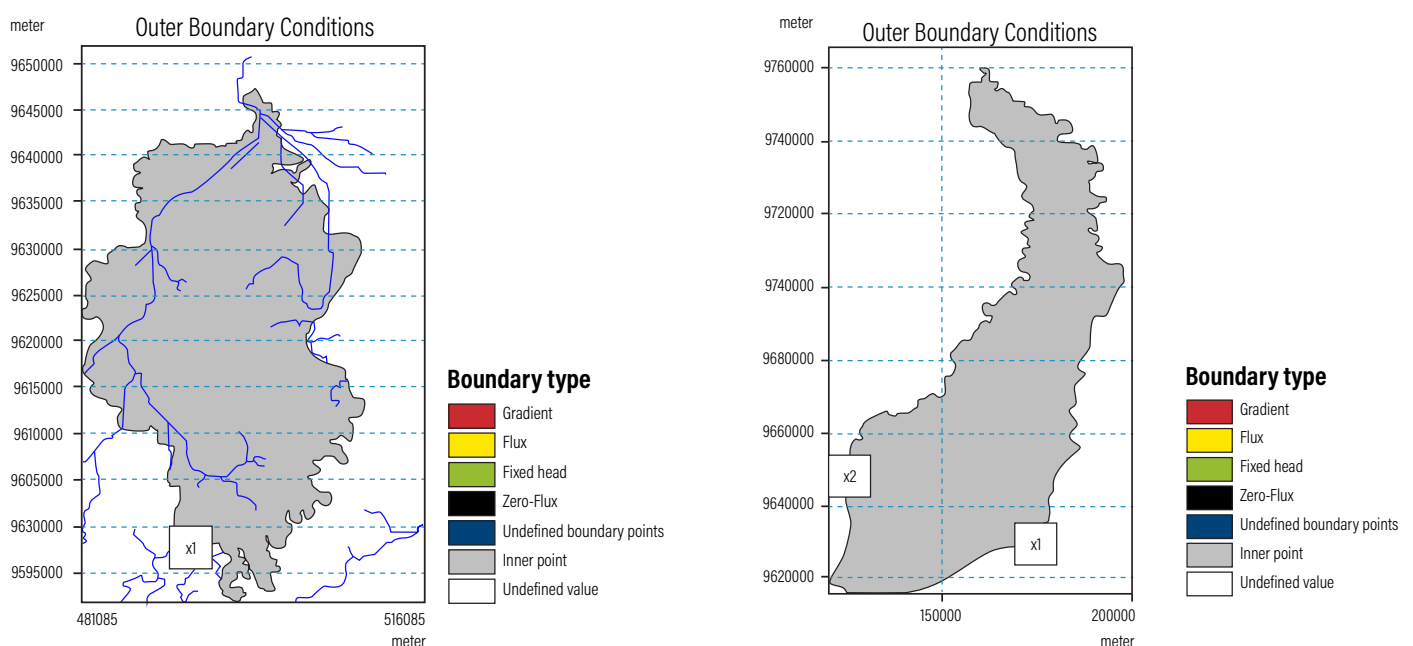 meter
Outer Boundary Conditions
9650000
9645000
9640000
9635000
9630000
9625000
9620000
9615000
9610000
9605000
9630000
9595000
x1
481085
516085
meter
Boundary type
Gradient
Flux
Fixed head
Zero-Flux
Undefined boundary points
Inner point
Undefined value
meter
Outer Boundary Conditions
9760000
9740000
9720000
9740000
9680000
9660000
9640000
9620000
x2
x1
150000
200000
meter
Boundary type
Gradient
Flux
Fixed head
Zero-Flux
Undefined boundary points
Inner point
Undefined value